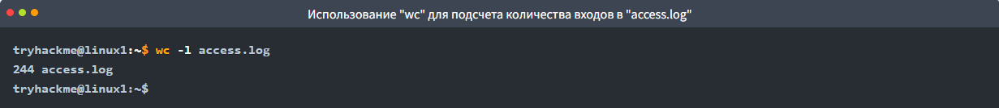 Использование "wc" для подсчета количества входов в "access.log"
tryhackme@linux1:~$ wc -l access.log
244 access.log
tryhackme@linux1:~$